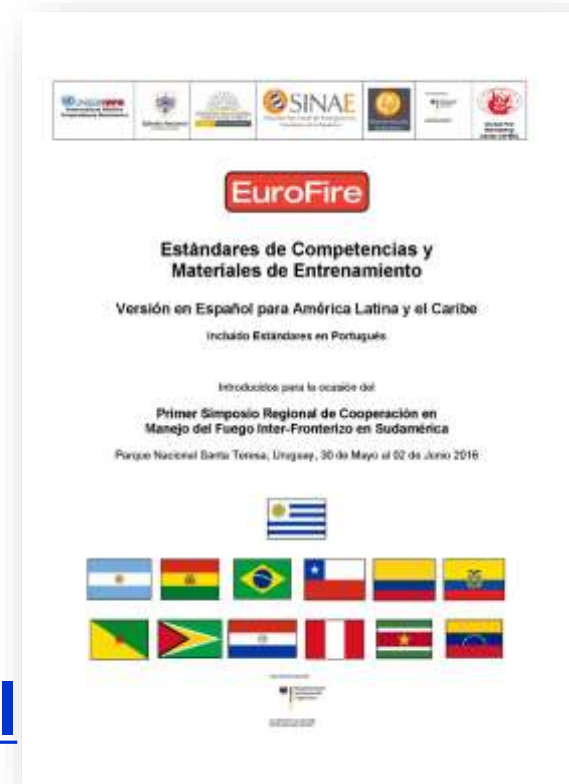 SINAE
EuroFire
Estándares de Competencias y
Materiales de Entrenamiento
Versión en Español para América Latina y el Caribe
Incluido Estándares en Portugués
Introducidos para la ocasión del
Primer Simposio Regional de Cooperación en
Manejo del Fuego Inter-Fronterizo en Sudamérica
Parque Nacional Santa Teresa, Uruguay, 30 de Mayo al 02 de Junio 2016